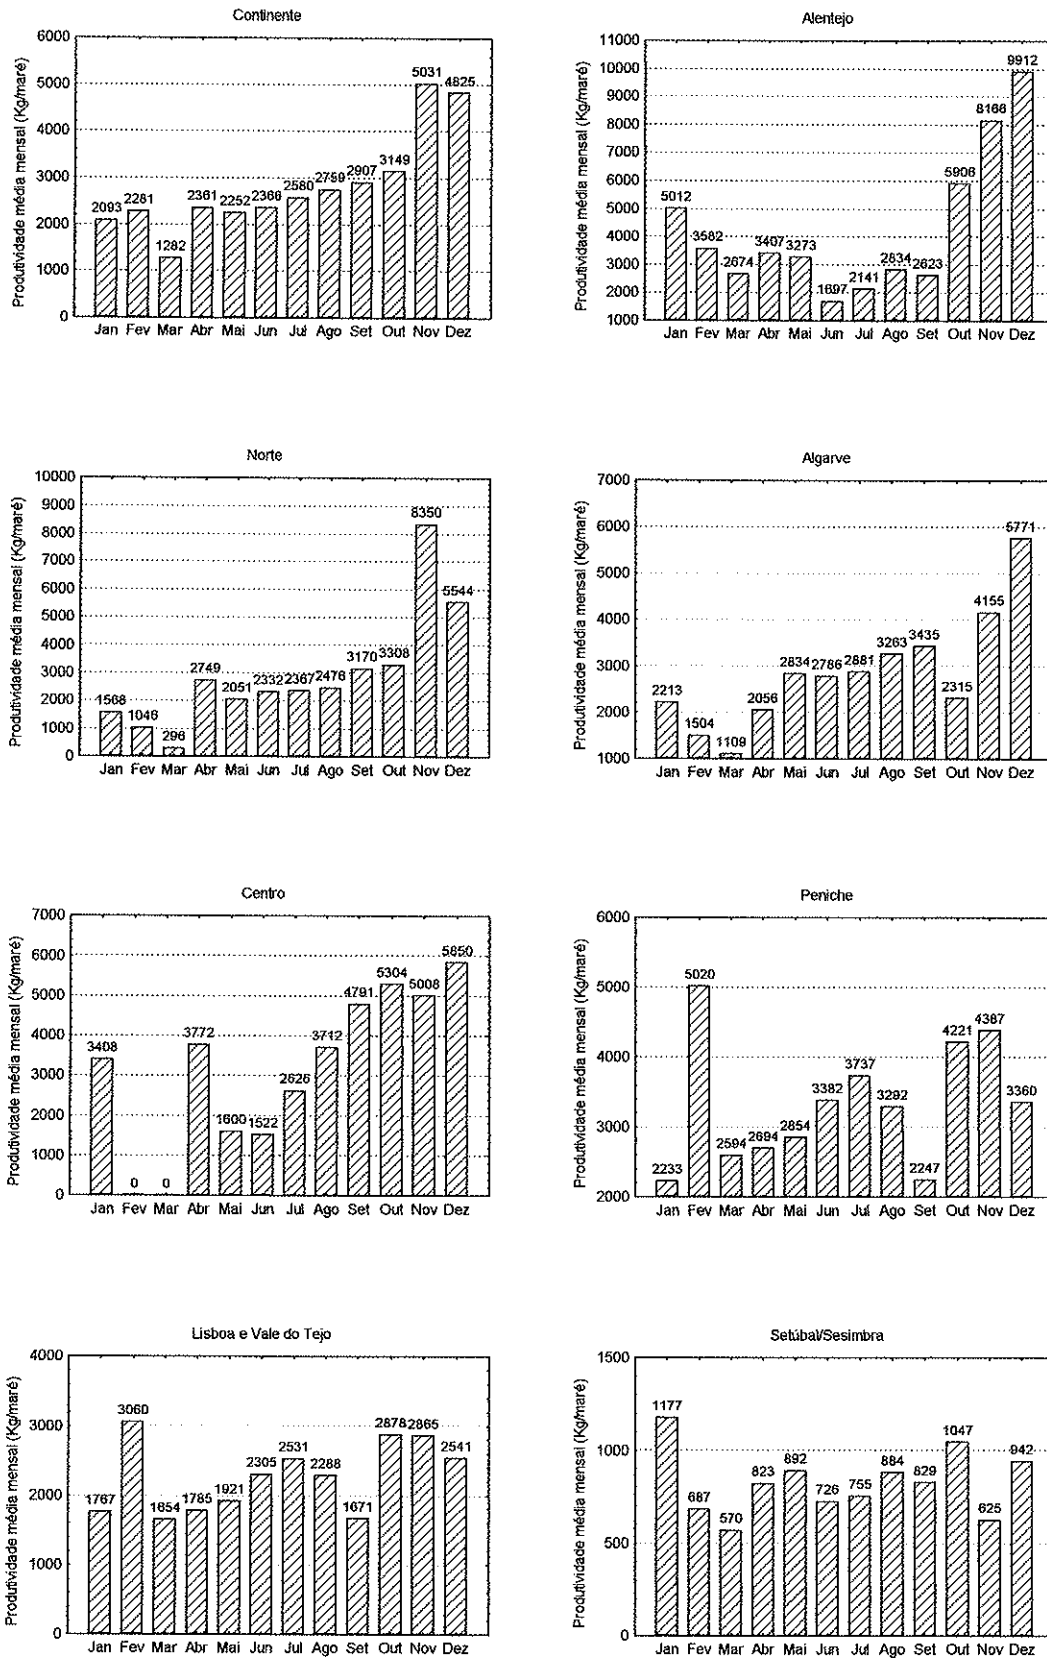 Continente
Produtividade média mensal (Kg/maré)
6000
5000
4000
3000
2000
1000
0
2093 2281 1282 2361 2252 2366 2580 2759 2907 3149 5031 4825
Jan Fev Mar Abr Mai Jun Jul Ago Set Out Nov Dez
Alentejo
Produtividade média mensal (Kg/maré)
11000
10000
9000
8000
7000
6000
5000
4000
3000
2000
1000
5012 3582 2674 3407 3273 1697 2141 2834 2623 5906 8166 9912
Jan Fev Mar Abr Mai Jun Jul Ago Set Out Nov Dez
Norte
Produtividade média mensal (Kg/maré)
10000
9000
8000
7000
6000
5000
4000
3000
2000
1000
0
1568 1046 296 2749 2051 2332 2367 2476 3170 3308 8350 5544
Jan Fev Mar Abr Mai Jun Jul Ago Set Out Nov Dez
Algarve
Produtividade média mensal (Kg/maré)
7000
6000
5000
4000
3000
2000
1000
2213 1504 1109 2056 2834 2786 2881 3263 3435 2315 4155 5771
Jan Fev Mar Abr Mai Jun Jul Ago Set Out Nov Dez
Centro
Produtividade média mensal (Kg/maré)
7000
6000
5000
4000
3000
2000
1000
0
3408 0 0 3772 1600 1522 2626 3712 4791 5304 5008 5850
Jan Fev Mar Abr Mai Jun Jul Ago Set Out Nov Dez
Peniche
Produtividade média mensal (Kg/maré)
6000
5000
4000
3000
2000
2233 5020 2594 2694 2854 3382 3737 3292 2247 4221 4387 3360
Jan Fev Mar Abr Mai Jun Jul Ago Set Out Nov Dez
Lisboa e Vale do Tejo
Produtividade média mensal (Kg/maré)
4000
3000
2000
1000
0
1767 3060 1654 1785 1921 2305 2531 2288 1671 2878 2865 2541
Jan Fev Mar Abr Mai Jun Jul Ago Set Out Nov Dez
Setúbal/Sesimbra
Produtividade média mensal (Kg/maré)
1500
1000
500
0
1177 687 570 823 892 726 755 884 829 1047 625 942
Jan Fev Mar Abr Mai Jun Jul Ago Set Out Nov Dez